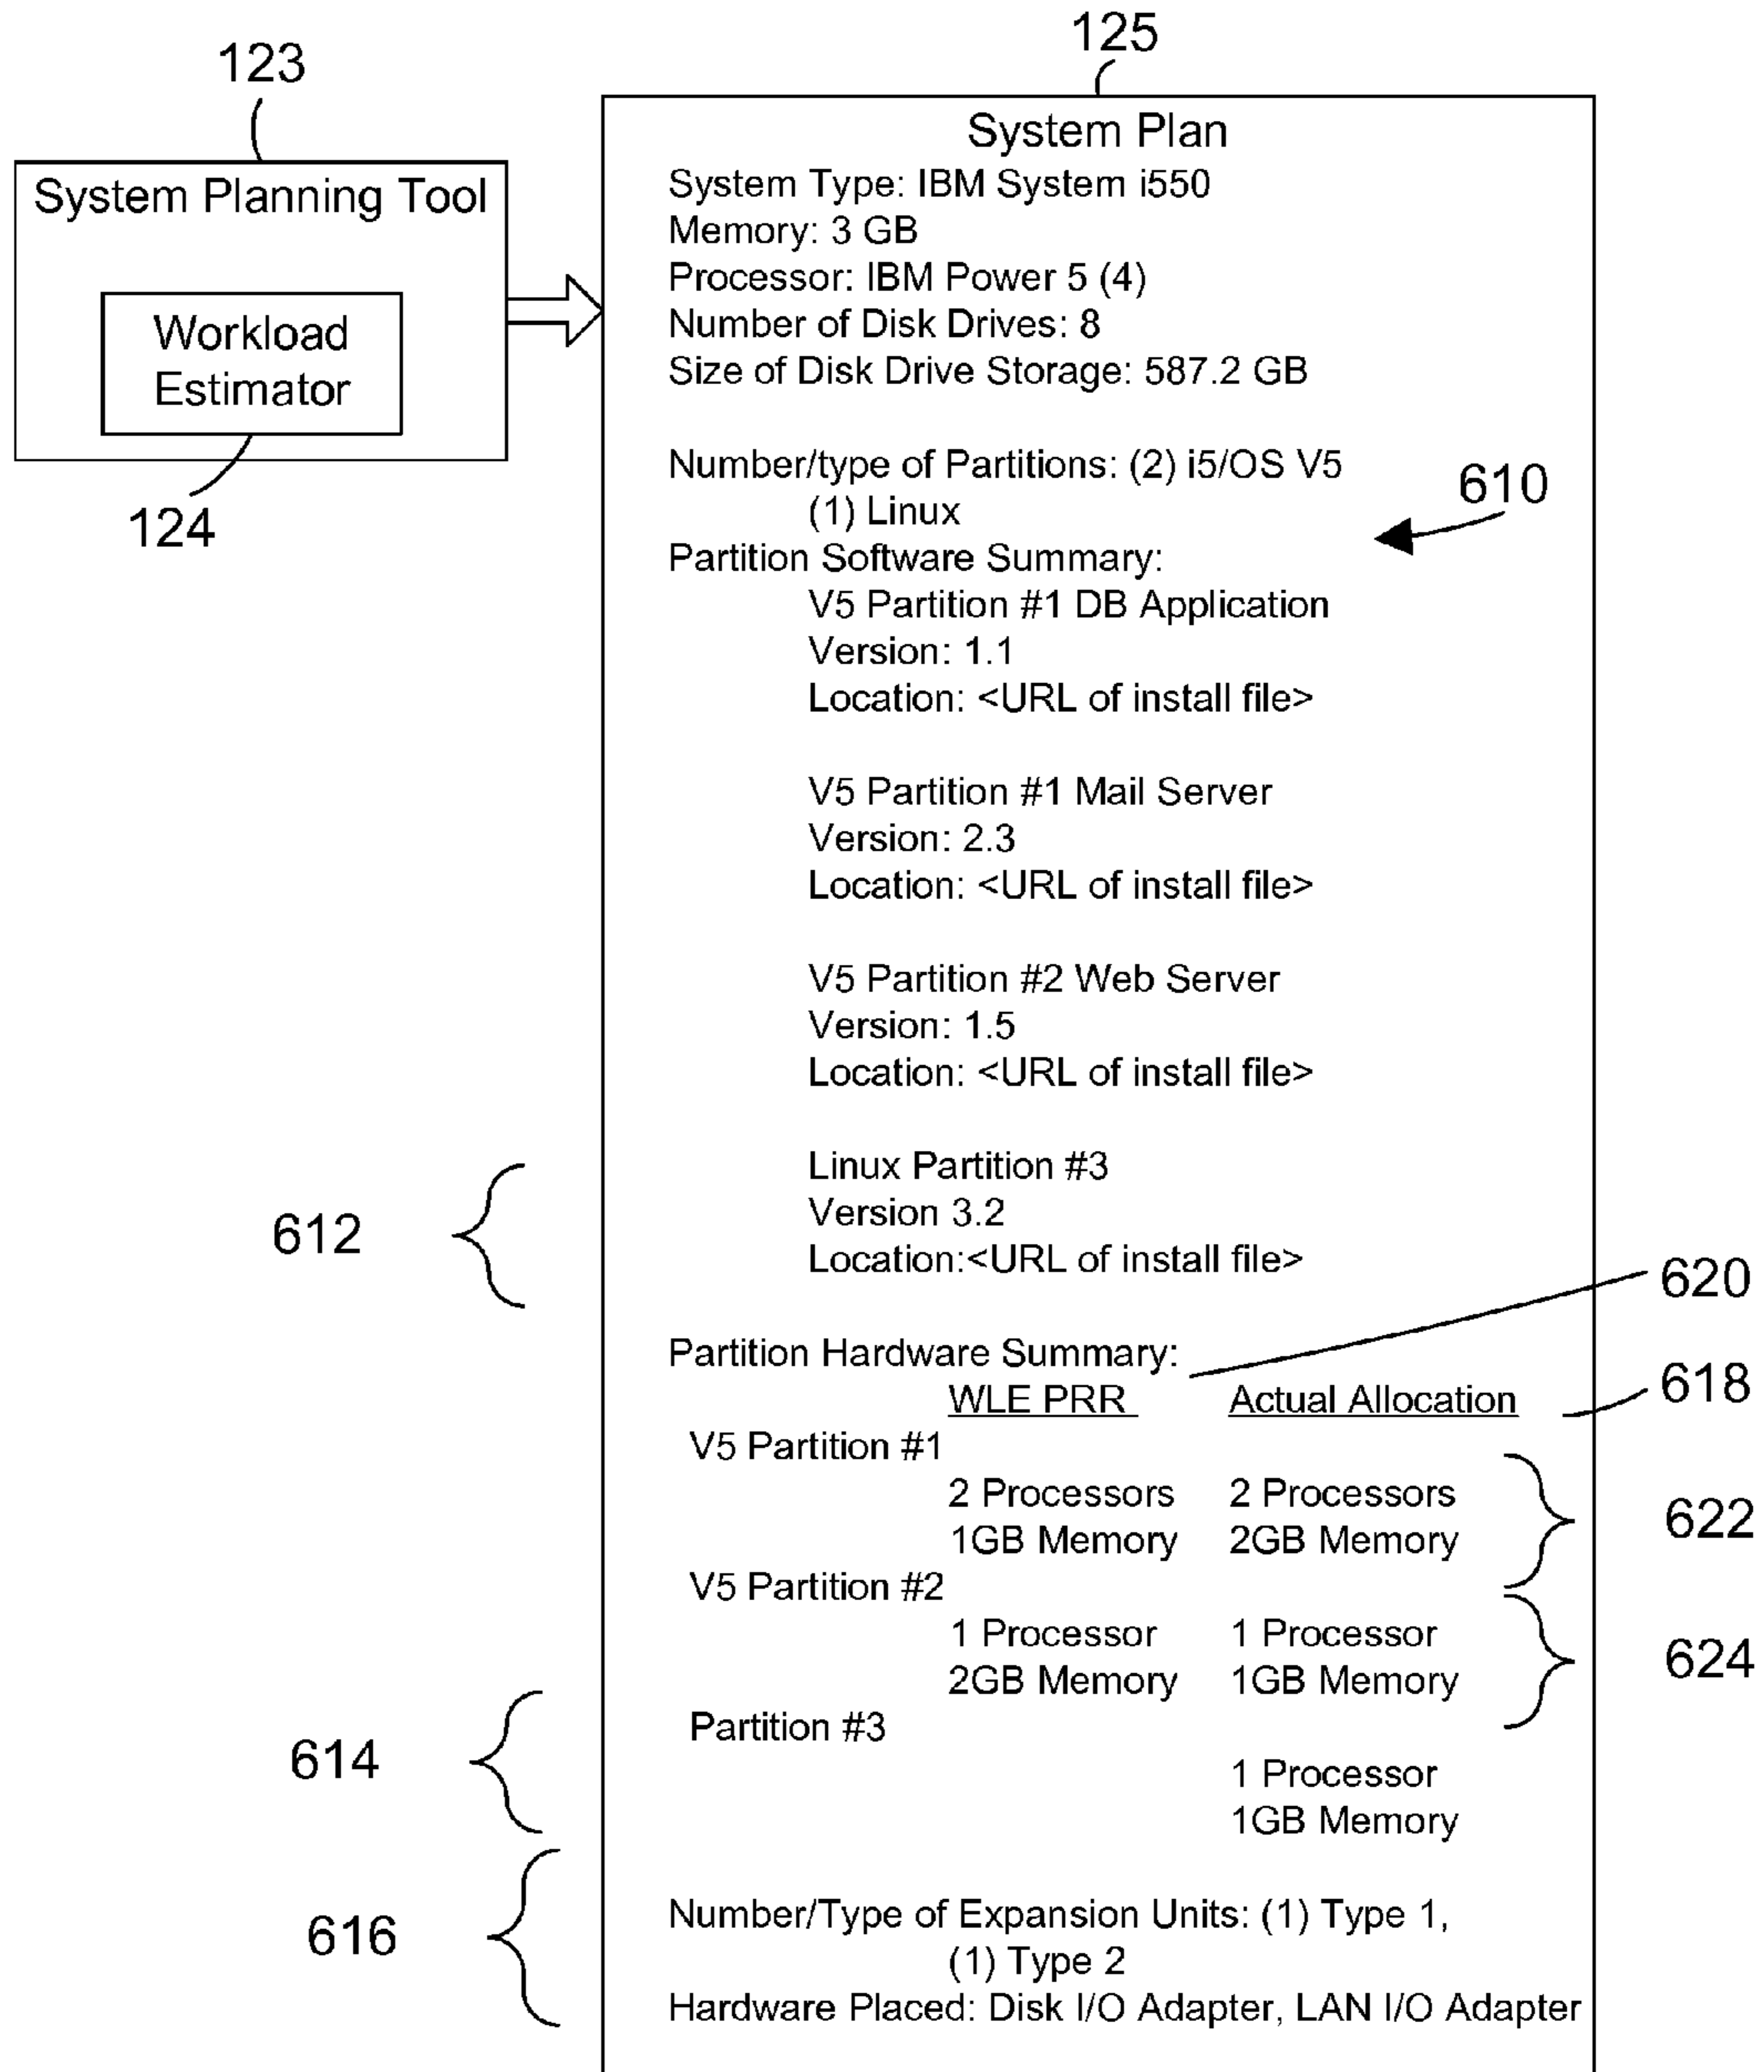 123
125
System Planning Tool
Workload
Estimator
124
System Plan
System Type: IBM System i550
Memory: 3 GB
Processor: IBM Power 5 (4)
Number of Disk Drives: 8
Size of Disk Drive Storage: 587.2 GB
Number/type of Partitions: (2) i5/OS V5
(1) Linux
610
Partition Software Summary:
V5 Partition #1 DB Application
Version: 1.1
Location: <URL of install file>
V5 Partition #1 Mail Server
Version: 2.3
Location: <URL of install file>
V5 Partition #2 Web Server
Version: 1.5
Location: <URL of install file>
Linux Partition #3
Version 3.2
Location:<URL of install file>
612
620
Partition Hardware Summary:
WLE PRR Actual Allocation
618
V5 Partition #1
2 Processors 2 Processors
1GB Memory 2GB Memory
622
V5 Partition #2
1 Processor 1 Processor
2GB Memory 1GB Memory
624
Partition #3
1 Processor
1GB Memory
614
Number/Type of Expansion Units: (1) Type 1,
(1) Type 2
Hardware Placed: Disk I/O Adapter, LAN I/O Adapter
616